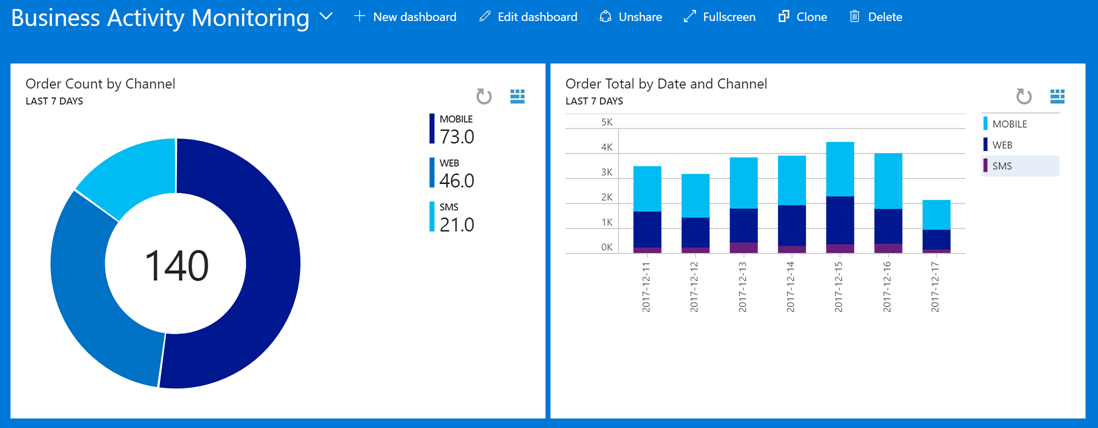 Business Activity Monitoring
New dashboard
Edit dashboard
Unshare
Fullscreen
Clone
Delete
Order Count by Channel
LAST 7 DAYS
MOBILE
73.0
WEB
46.0
SMS
21.0
140
Order Total by Date and Channel
LAST 7 DAYS
5K
4K
3K
2K
1K
0K
2017-12-11
2017-12-12
2017-12-13
2017-12-14
2017-12-15
2017-12-16
2017-12-17
MOBILE
WEB
SMS